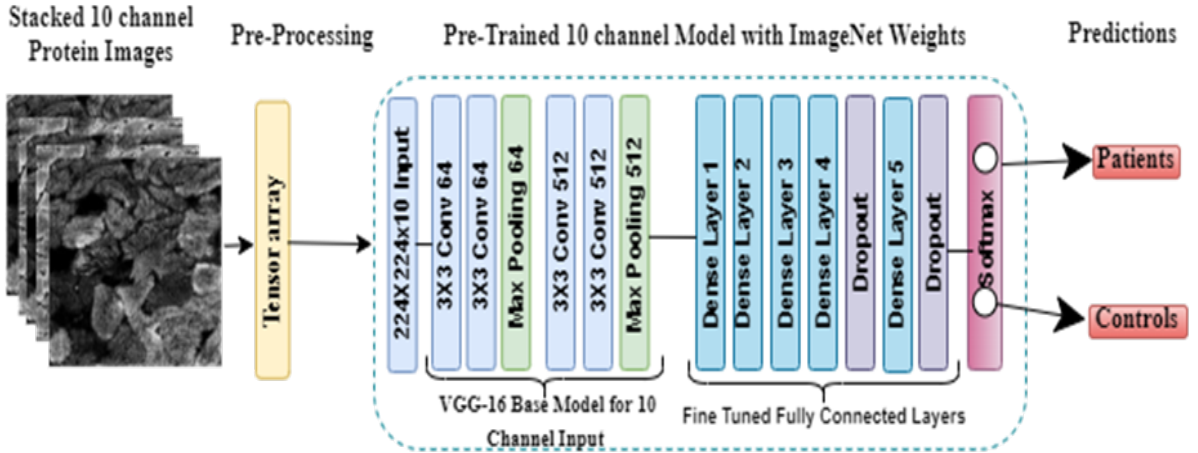 Stacked 10 channel
Protein Images
Pre-Processing
Pre-Trained 10 channel Model with ImageNet Weights
Predictions
Tensor array
224X224x10 Input
3X3 Conv 64
3X3 Conv 64
Max Pooling 64
3X3 Conv 512
3X3 Conv 512
Max Pooling 512
Dense Layer 1
Dense Layer 2
Dense Layer 3
Dense Layer 4
Dropout
Dense Layer 5
Dropout
Softmax
Patients
Controls
VGG-16 Base Model for 10
Channel Input
Fine Tuned Fully Connected Layers